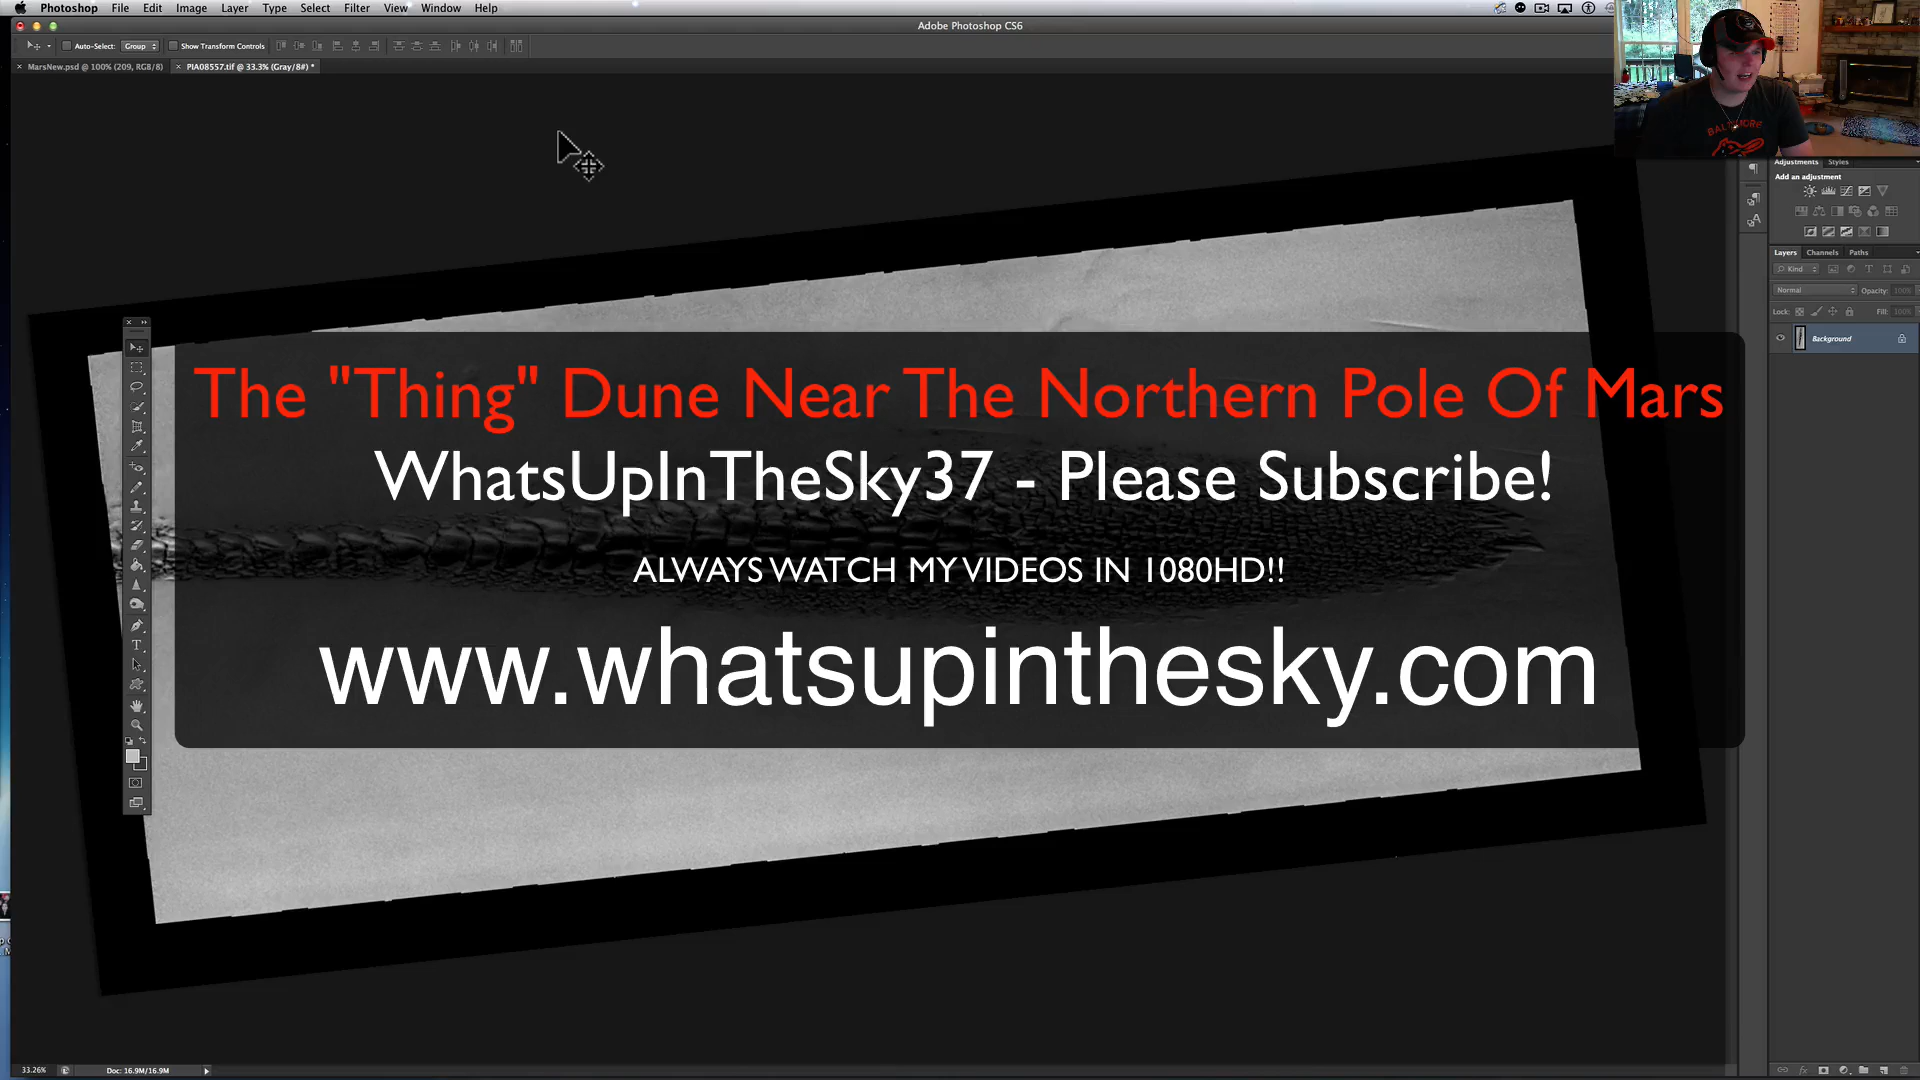 Photoshop File Edit Image Layer Type Select Filter View Window Help
Adobe Photoshop CS6
Auto-Select: Group Show Transform Controls
MarsNew.psd @ 100% (209, RGB/8) PIA08557.tif @ 33.3% (Gray/8#) *
BALTIMORE
Adjustments Styles
Add an adjustment
Layers Channels Paths
Kind
Normal Opacity: 100%
Lock: Fill: 100%
Background
The "Thing" Dune Near The Northern Pole Of Mars
WhatsUpInTheSky37 - Please Subscribe!
ALWAYS WATCH MY VIDEOS IN 1080HD!!
www.whatsupinthesky.com
33.26% Doc: 16.9M/16.9M